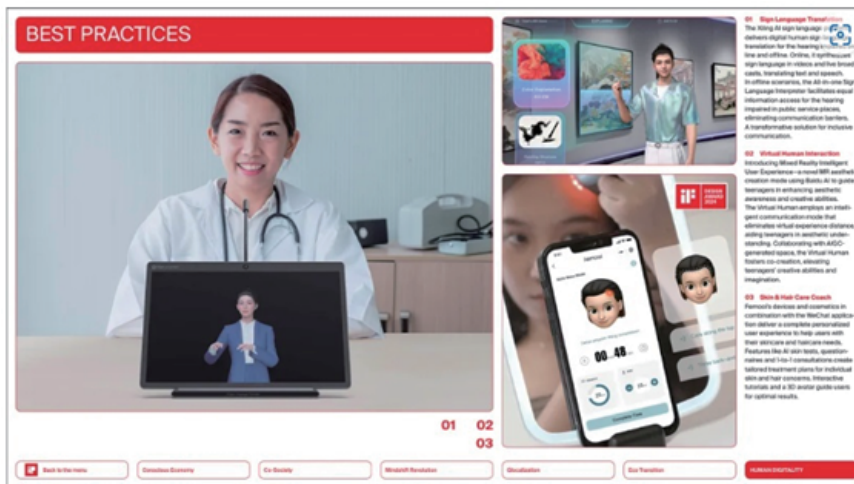 BEST PRACTICES
01 Sign Language Translation
The Xiling AI sign language
delivers digital human sign
translation for the hearing
line and offline. Online, it synthesizes
sign language in videos and live broad-
casts, translating text and speech.
In offline scenarios, the All-in-one Sign
Language Interpreter facilitates equal
information access for the hearing
impaired in public service places,
eliminating communication barriers.
A transformative solution for inclusive
communication.
02 Virtual Human Interaction
Introducing Mixed Reality Intelligent
User Experience—a novel MR aesthetic
creation mode using Baidu AI to guide
teenagers in enhancing aesthetic
awareness and creative abilities.
The Virtual Human employs an intelli-
gent communication mode that
eliminates virtual experience distance,
aiding teenagers in aesthetic under-
standing. Collaborating with AIGC-
generated space, the Virtual Human
fosters co-creation, elevating
teenagers' creative abilities and
imagination.
03 Skin & Hair Care Coach
Femooi's devices and cosmetics in
combination with the WeChat applica-
tion deliver a complete personalized
user experience to help users with
their skincare and haircare needs.
Features like AI skin tests, question-
naires and 1-to-1 consultations create
tailored treatment plans for individual
skin and hair concerns. Interactive
tutorials and a 3D avatar guide users
for optimal results.
iF
DESIGN
AWARD
2024
femooi
00 48
Complete Care
01 02
03
Back to the menu
Conscious Economy
Co-Society
Mindshift Revolution
Glocalization
Eco Transition
HUMAN DIGITALITY